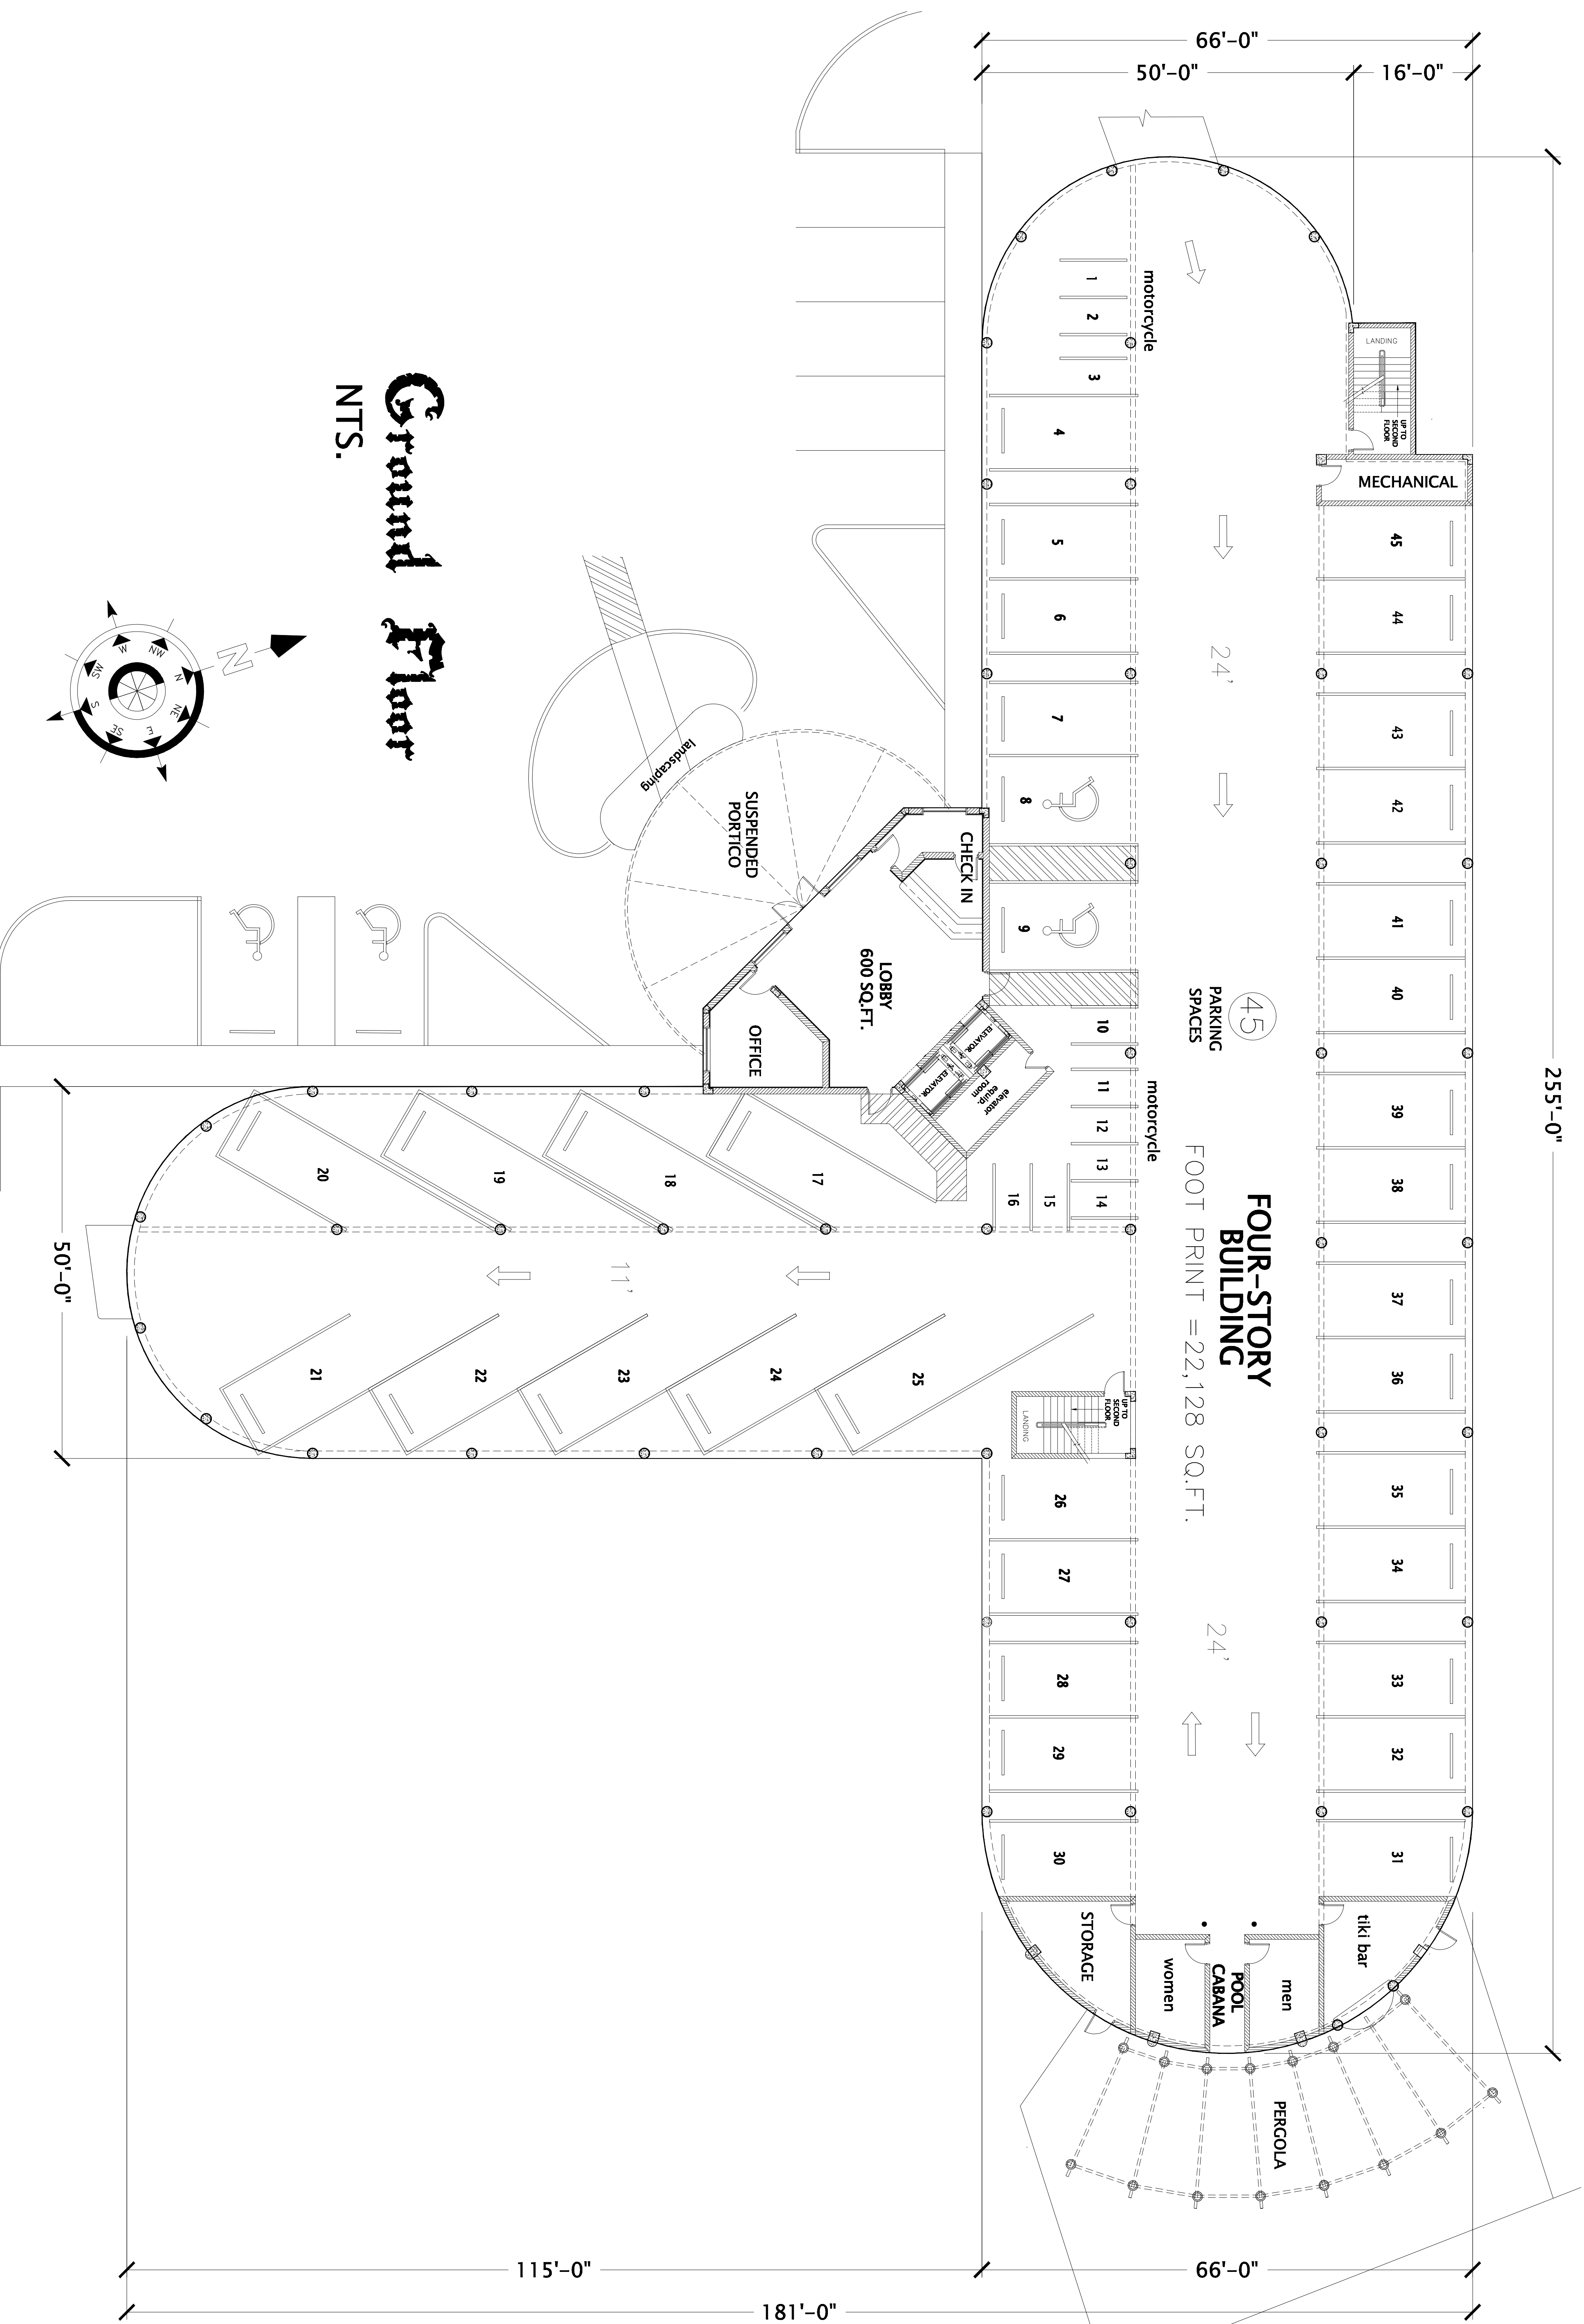 66'-0"
50'-0"
16'-0"
255'-0"
motorcycle
1
2
3
4
5
6
7
8
9
10
11
12
13
14
15
16
motorcycle
LANDING
UP TO
SECOND
FLOOR
MECHANICAL
45
44
43
42
41
40
39
38
37
36
35
34
33
32
31
24'
45
PARKING
SPACES
FOUR-STORY
BUILDING
FOOT PRINT =22,128 SQ.FT.
24'
Ground Floor
NTS.
N
N
NE
E
SE
S
SW
W
NW
landscaping
SUSPENDED
PORTICO
CHECK IN
LOBBY
600 SQ.FT.
OFFICE
ELEVATOR
ELEVATOR
elevator
equip.
room
17
18
19
20
11'
21
22
23
24
25
50'-0"
UP TO
SECOND
FLOOR
LANDING
26
27
28
29
30
STORAGE
women
POOL
CABANA
men
tiki bar
PERGOLA
115'-0"
66'-0"
181'-0"